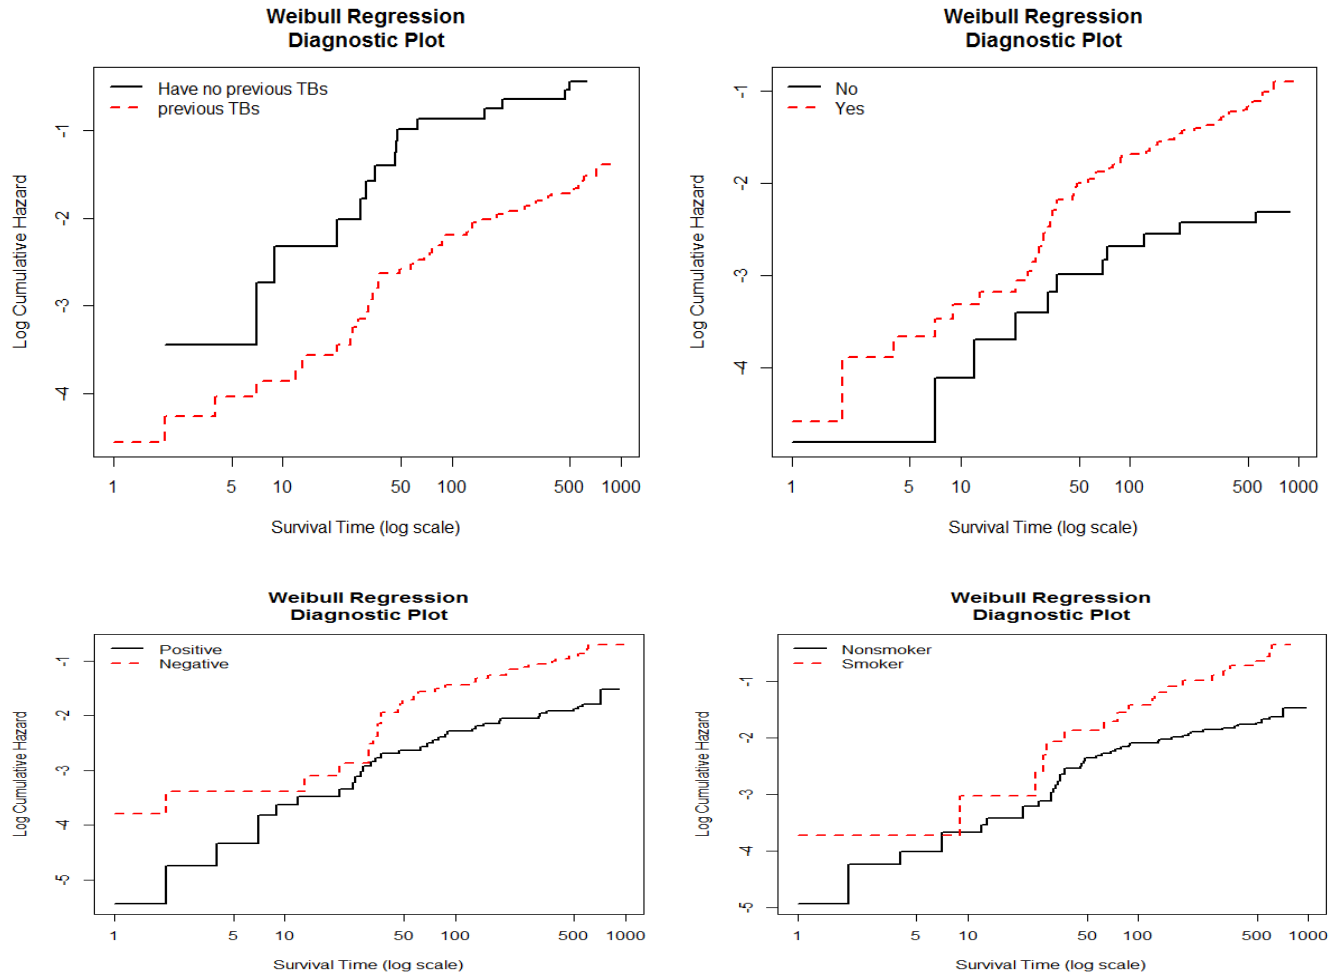 Weibull Regression
Diagnostic Plot
Have no previous TBs
previous TBs
Log Cumulative Hazard
-1
-2
-3
-4
1 5 10 50 100 500 1000
Survival Time (log scale)
Weibull Regression
Diagnostic Plot
No
Yes
Log Cumulative Hazard
-1
-2
-3
-4
1 5 10 50 100 500 1000
Survival Time (log scale)
Weibull Regression
Diagnostic Plot
Positive
Negative
Log Cumulative Hazard
-1
-2
-3
-4
-5
1 5 10 50 100 500 1000
Survival Time (log scale)
Weibull Regression
Diagnostic Plot
Nonsmoker
Smoker
Log Cumulative Hazard
-1
-2
-3
-4
-5
1 5 10 50 100 500 1000
Survival Time (log scale)